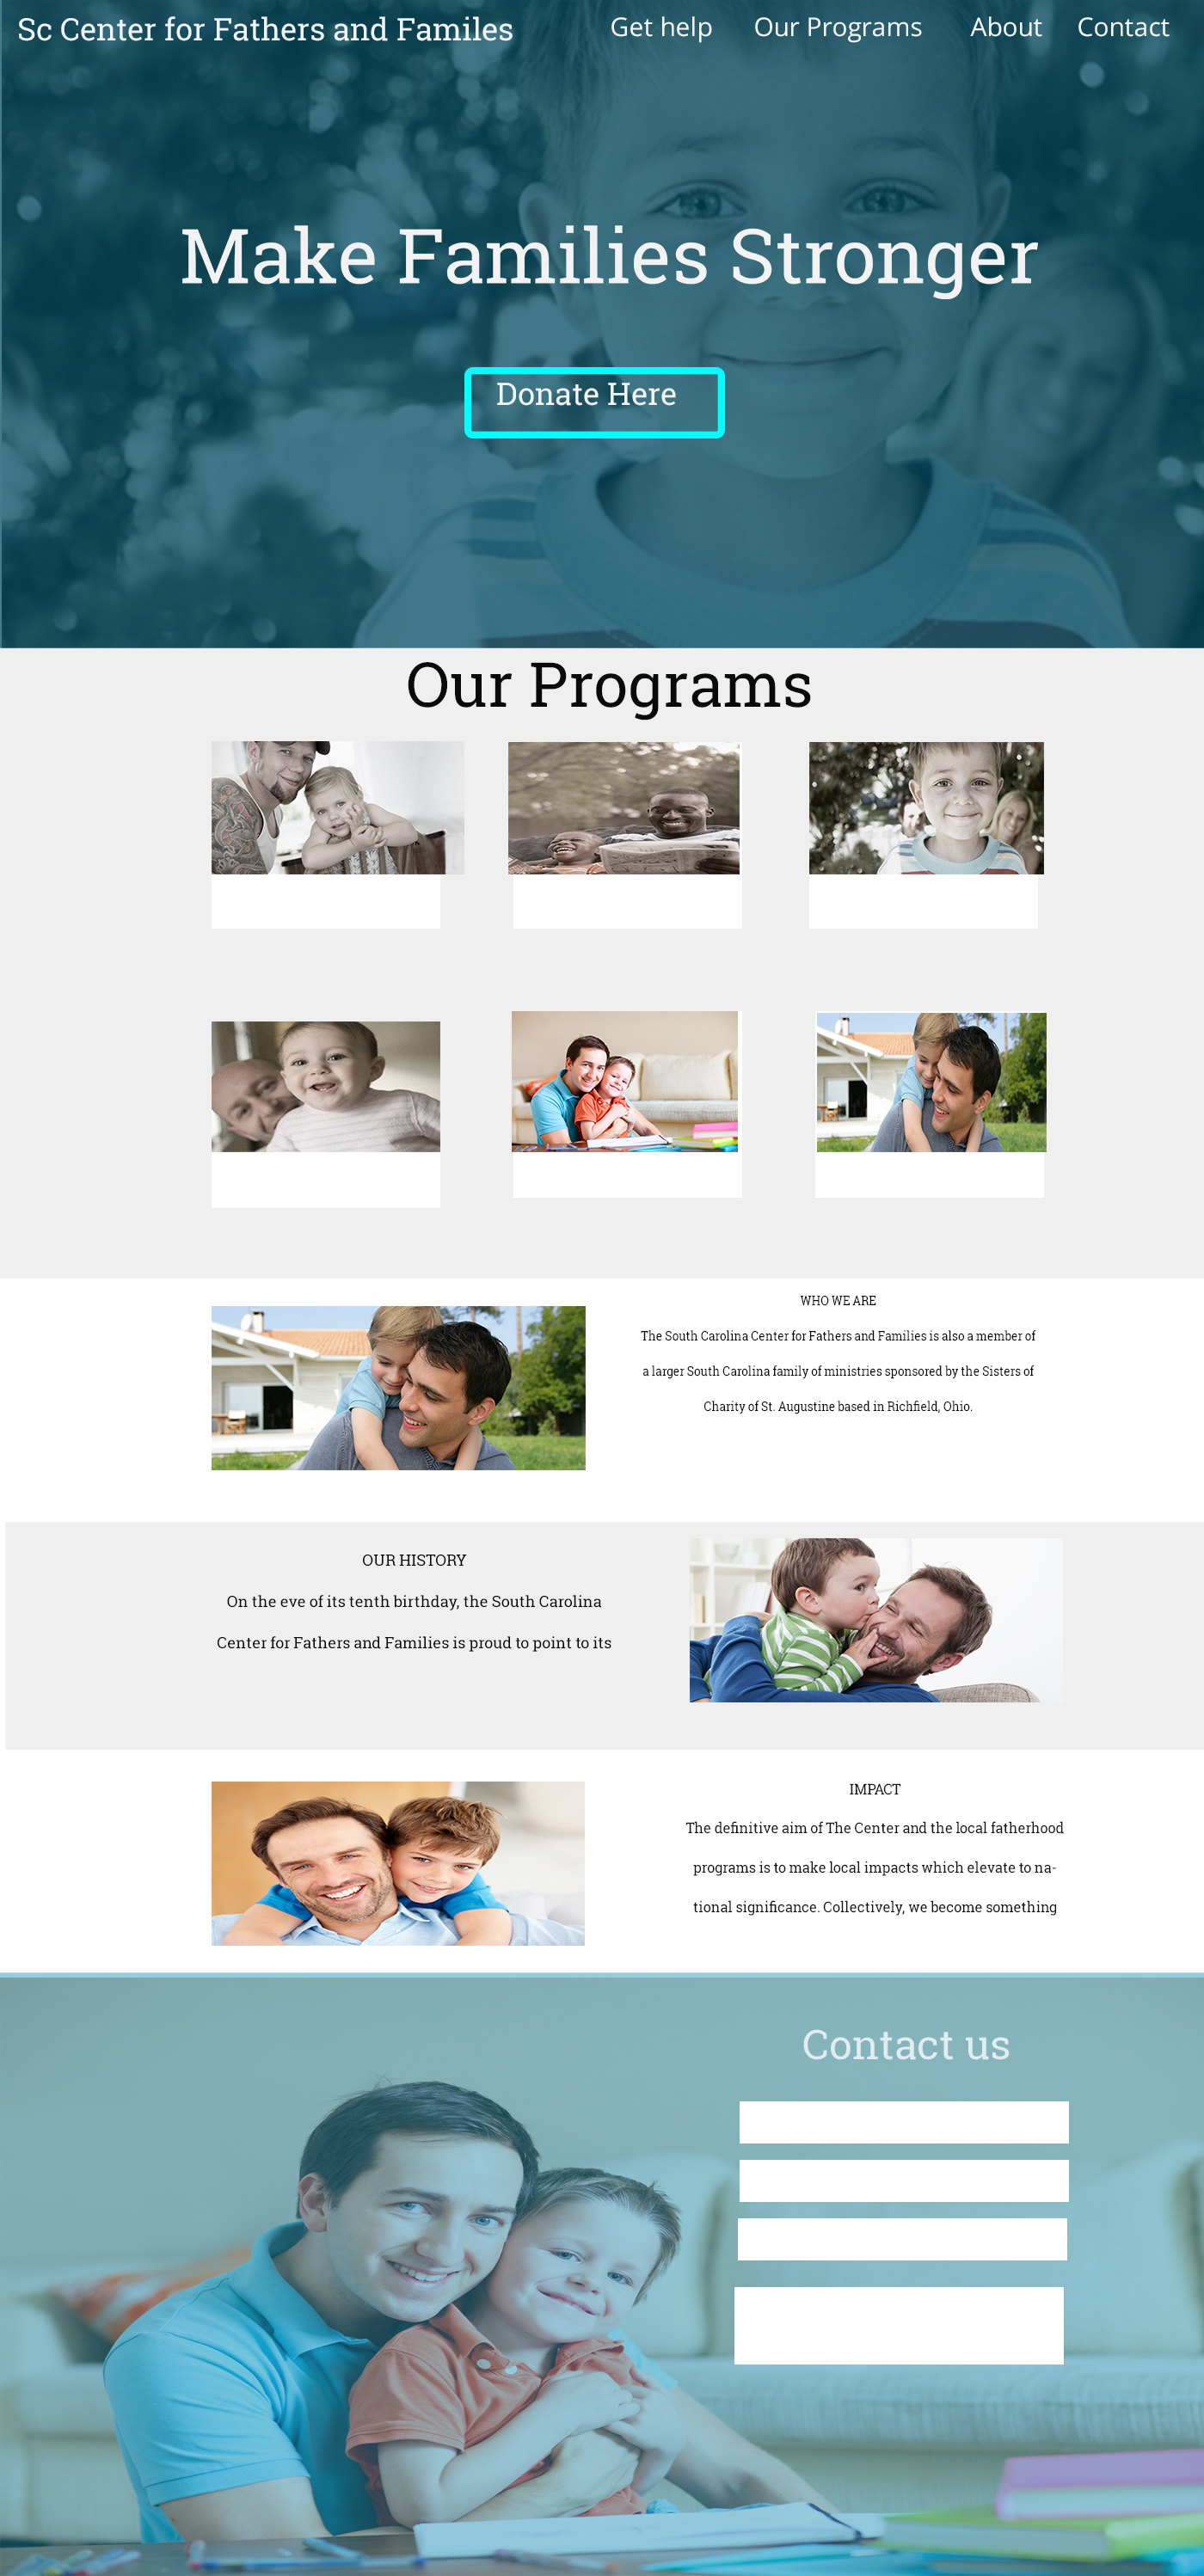 Sc Center for Fathers and Familes
Get help Our Programs About Contact
Make Families Stronger
Donate Here
Our Programs
WHO WE ARE
The South Carolina Center for Fathers and Families is also a member of
a larger South Carolina family of ministries sponsored by the Sisters of
Charity of St. Augustine based in Richfield, Ohio.
OUR HISTORY
On the eve of its tenth birthday, the South Carolina
Center for Fathers and Families is proud to point to its
IMPACT
The definitive aim of The Center and the local fatherhood
programs is to make local impacts which elevate to na-
tional significance. Collectively, we become something
Contact us